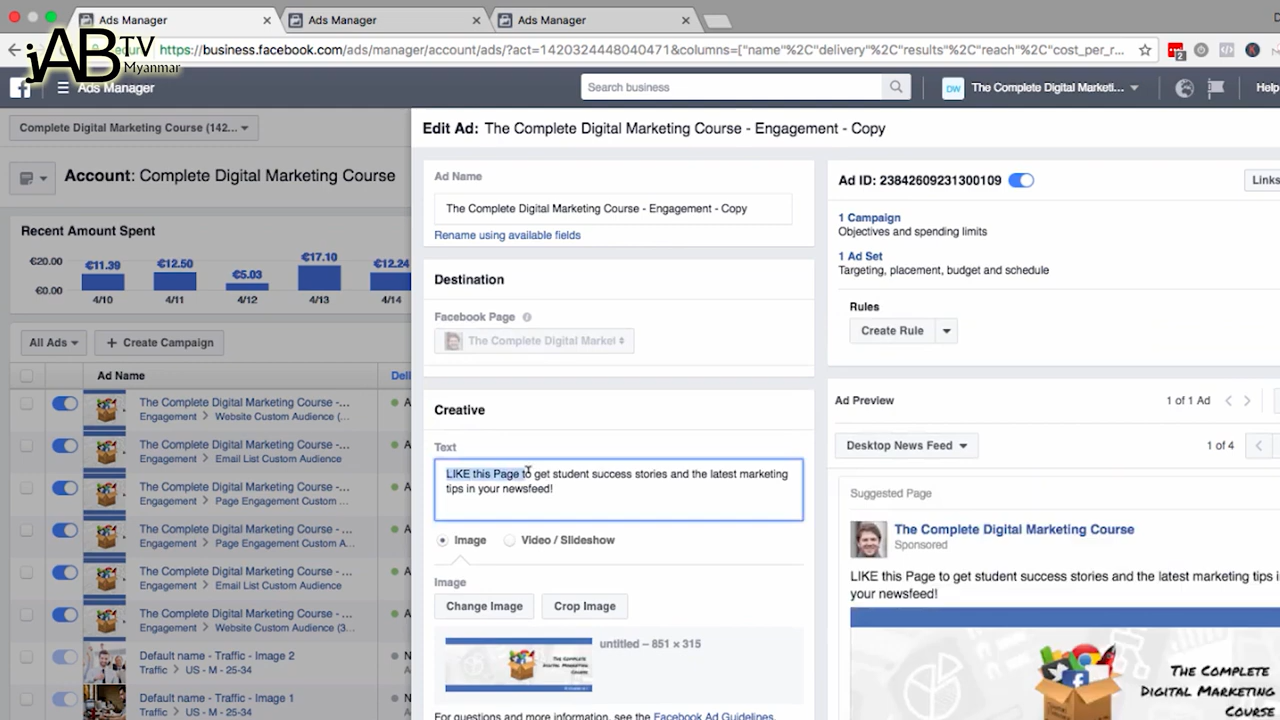 Ads Manager
Ads Manager
Ads Manager
jABTV
Myanmar
https://business.facebook.com/ads/manager/account/ads/?act=1420324448040471&columns=["name"%2C"delivery"%2C"results"%2C"reach"%2C"cost_per_r...
2
Ads Manager
Search business
DW
The Complete Digital Marketi...
Help
Complete Digital Marketing Course (142...
Account: Complete Digital Marketing Course
Recent Amount Spent
€20.00
€0.00
€11.39
€12.50
€5.03
€17.10
€12.24
4/10
4/11
4/12
4/13
4/14
All Ads
+ Create Campaign
Ad Name
Deli
The Complete Digital Marketing Course -...
Engagement > Website Custom Audience (...
The Complete Digital Marketing Course -...
Engagement > Email List Custom Audience
The Complete Digital Marketing Course -...
Engagement > Page Engagement Custom ...
The Complete Digital Marketing Course - ...
Engagement > Page Engagement Custom A...
The Complete Digital Marketing Course - ...
Engagement > Email List Custom Audience
The Complete Digital Marketing Course - ...
Engagement > Website Custom Audience (3...
Default name - Traffic - Image 2
Traffic > US - M - 25-34
Default name - Traffic - Image 1
Traffic > US - M - 25-34
Edit Ad: The Complete Digital Marketing Course - Engagement - Copy
Ad Name
The Complete Digital Marketing Course - Engagement - Copy
Rename using available fields
Destination
Facebook Page
The Complete Digital Market
Creative
Text
LIKE this Page to get student success stories and the latest marketing
tips in your newsfeed!
Image
Video / Slideshow
Image
Change Image
Crop Image
untitled – 851 × 315
The Complete
Digital Marketing
Course
For questions and more information, see the Facebook Ad Guidelines.
Ad ID: 23842609231300109
Links
1 Campaign
Objectives and spending limits
1 Ad Set
Targeting, placement, budget and schedule
Rules
Create Rule
Ad Preview
1 of 1 Ad
Desktop News Feed
1 of 4
Suggested Page
The Complete Digital Marketing Course
Sponsored
LIKE this Page to get student success stories and the latest marketing tips i
your newsfeed!
The Complete
Digital Marketing
Course